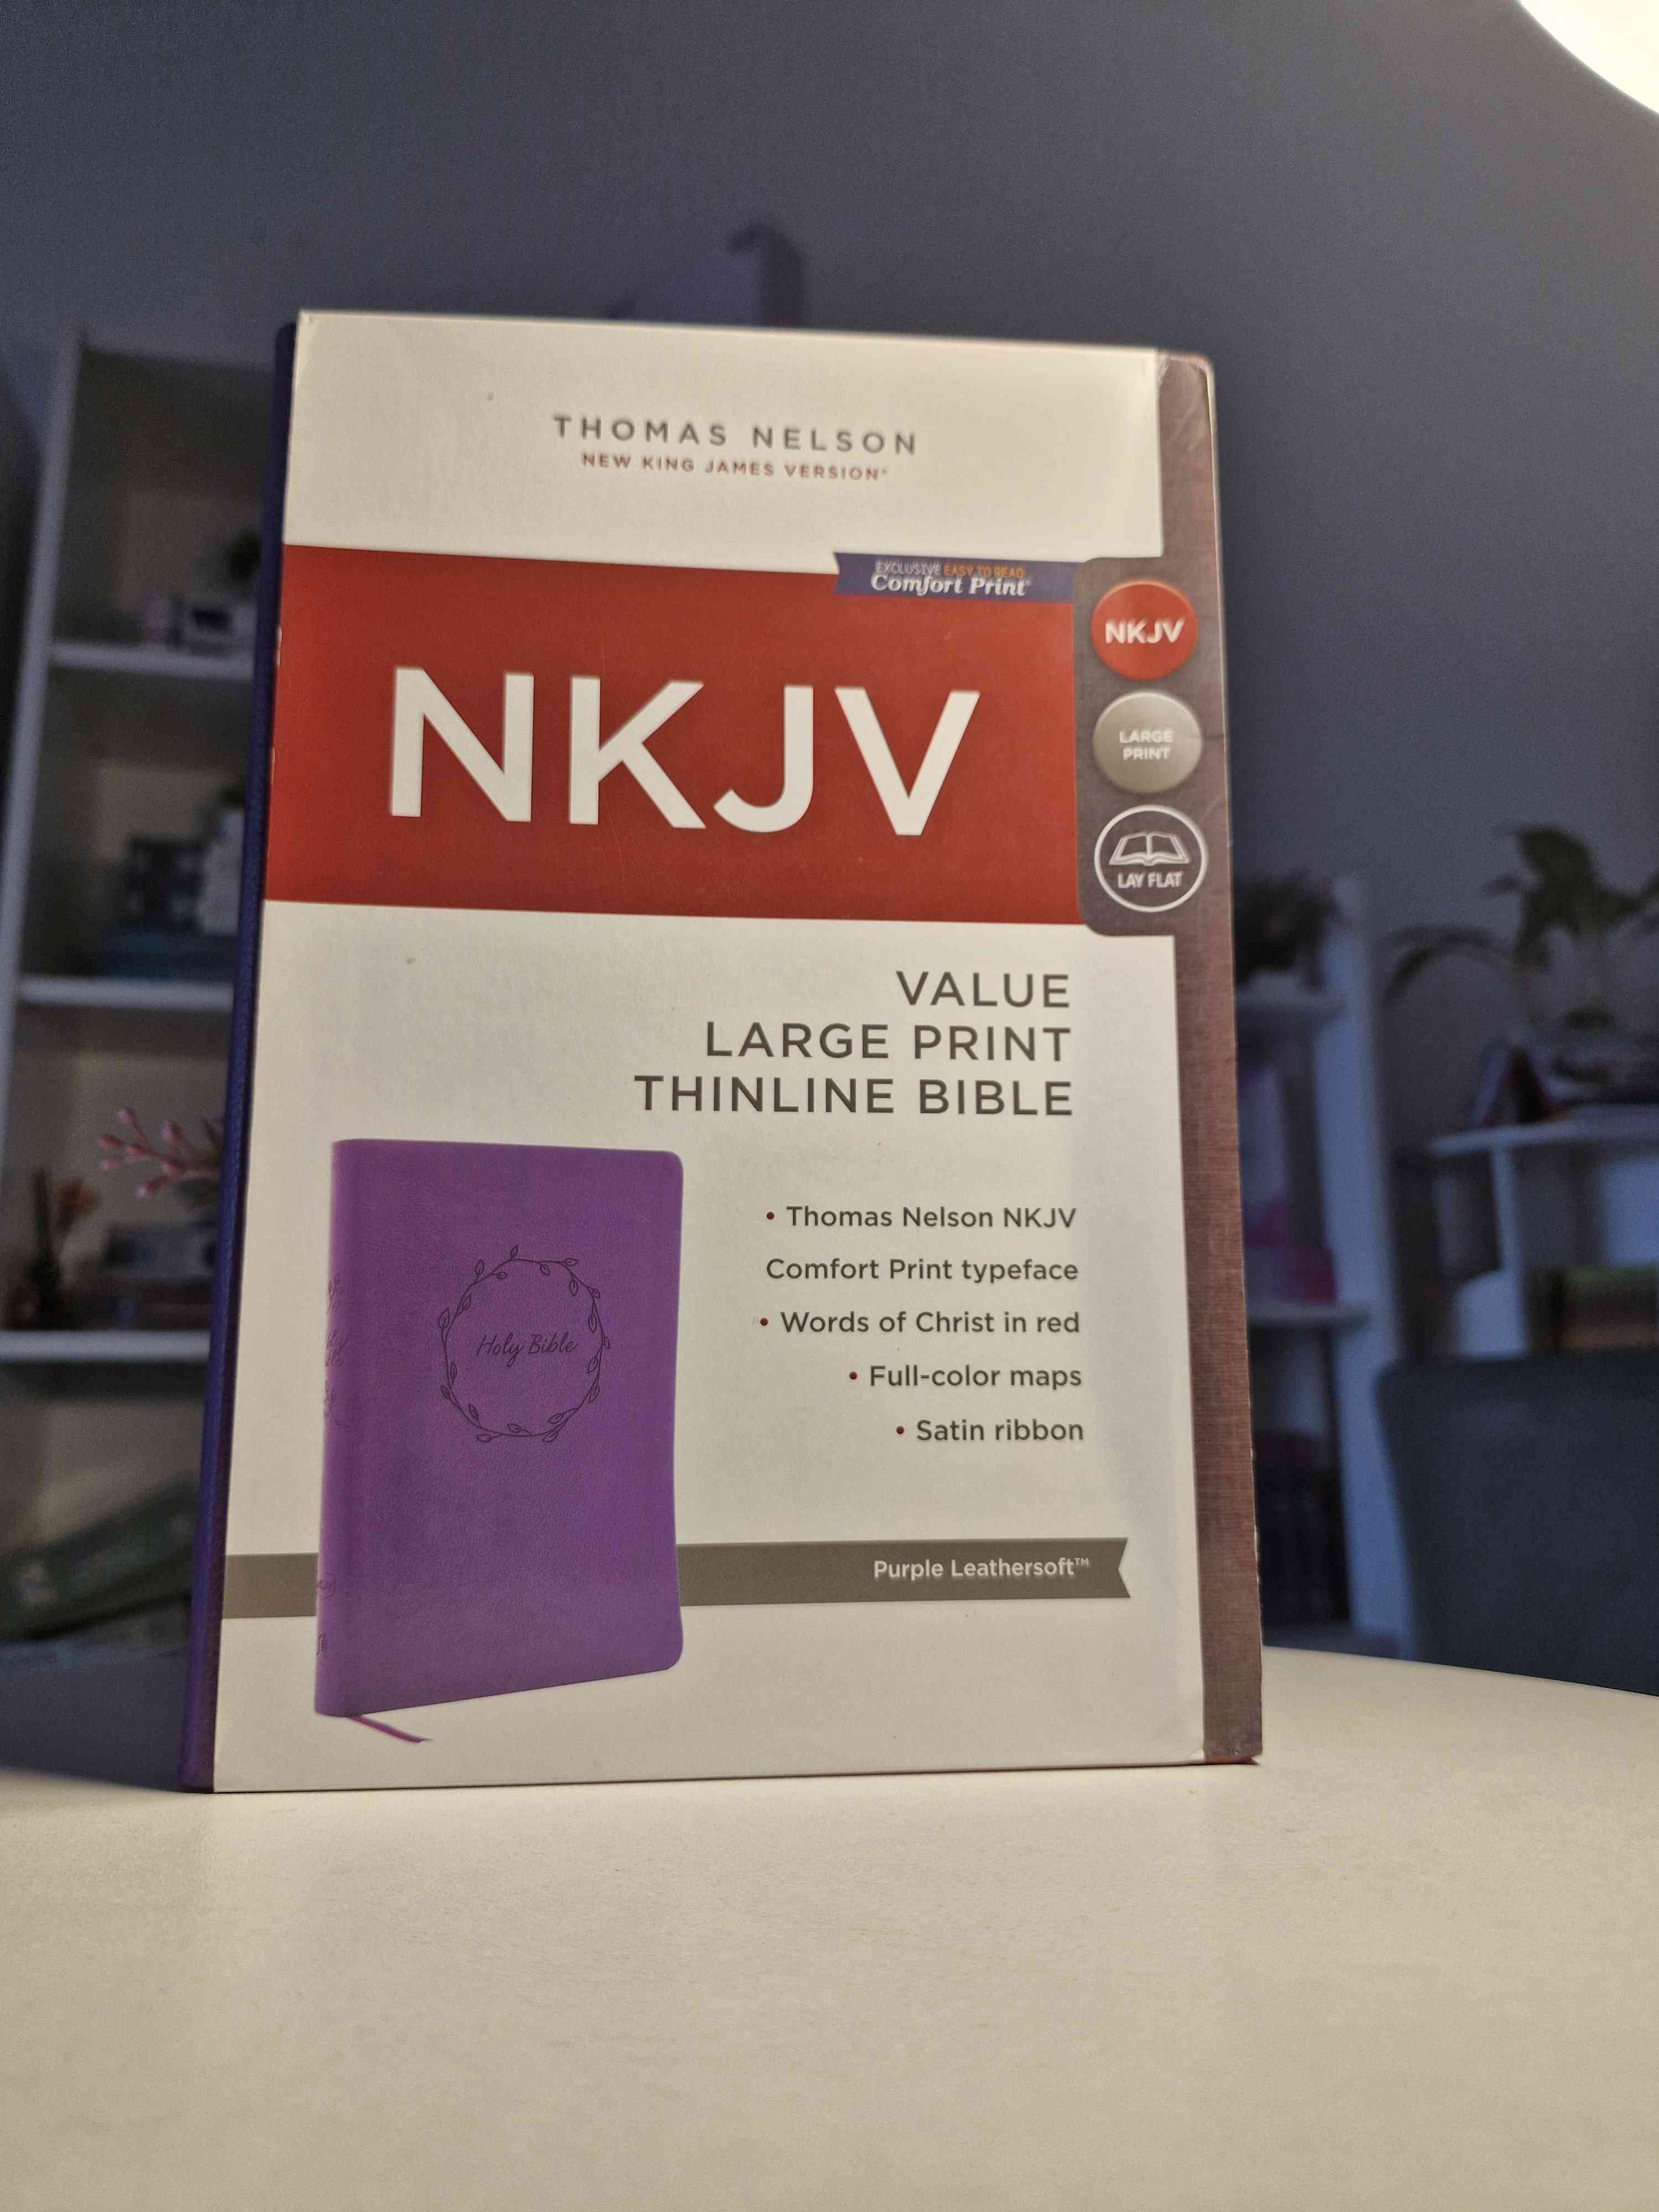 THOMAS NELSON
NEW KING JAMES VERSION®
EXCLUSIVE EASY TO READ
Comfort Print®
NKJV
NKJV
LARGE
PRINT
LAY FLAT
VALUE
LARGE PRINT
THINLINE BIBLE
• Thomas Nelson NKJV
Comfort Print typeface
• Words of Christ in red
• Full-color maps
• Satin ribbon
Holy Bible
Purple Leathersoft™